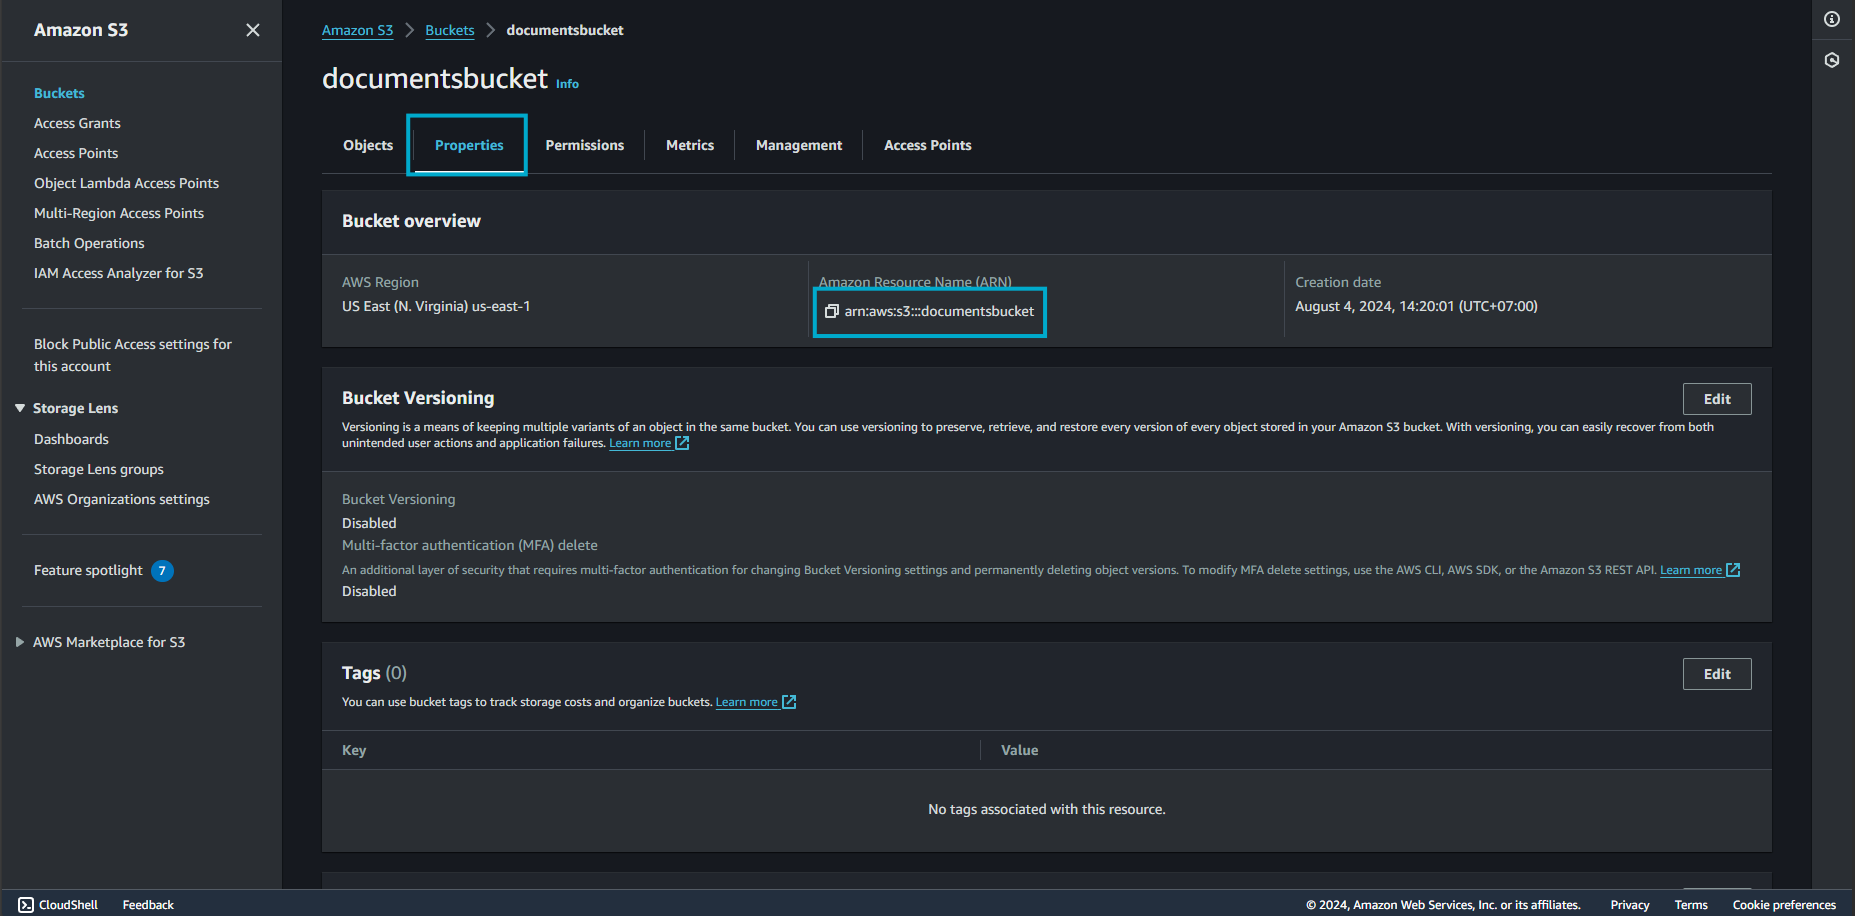 Amazon S3
Buckets
Access Grants
Access Points
Object Lambda Access Points
Multi-Region Access Points
Batch Operations
IAM Access Analyzer for S3
Block Public Access settings for
this account
Storage Lens
Dashboards
Storage Lens groups
AWS Organizations settings
Feature spotlight 7
AWS Marketplace for S3
Amazon S3 > Buckets > documentsbucket
documentsbucket Info
Objects Properties Permissions Metrics Management Access Points
Bucket overview
AWS Region
US East (N. Virginia) us-east-1
Amazon Resource Name (ARN)
arn:aws:s3:::documentsbucket
Creation date
August 4, 2024, 14:20:01 (UTC+07:00)
Bucket Versioning
Edit
Versioning is a means of keeping multiple variants of an object in the same bucket. You can use versioning to preserve, retrieve, and restore every version of every object stored in your Amazon S3 bucket. With versioning, you can easily recover from both
unintended user actions and application failures. Learn more
Bucket Versioning
Disabled
Multi-factor authentication (MFA) delete
An additional layer of security that requires multi-factor authentication for changing Bucket Versioning settings and permanently deleting object versions. To modify MFA delete settings, use the AWS CLI, AWS SDK, or the Amazon S3 REST API. Learn more
Disabled
Tags (0)
Edit
You can use bucket tags to track storage costs and organize buckets. Learn more
Key Value
No tags associated with this resource.
CloudShell Feedback © 2024, Amazon Web Services, Inc. or its affiliates. Privacy Terms Cookie preferences